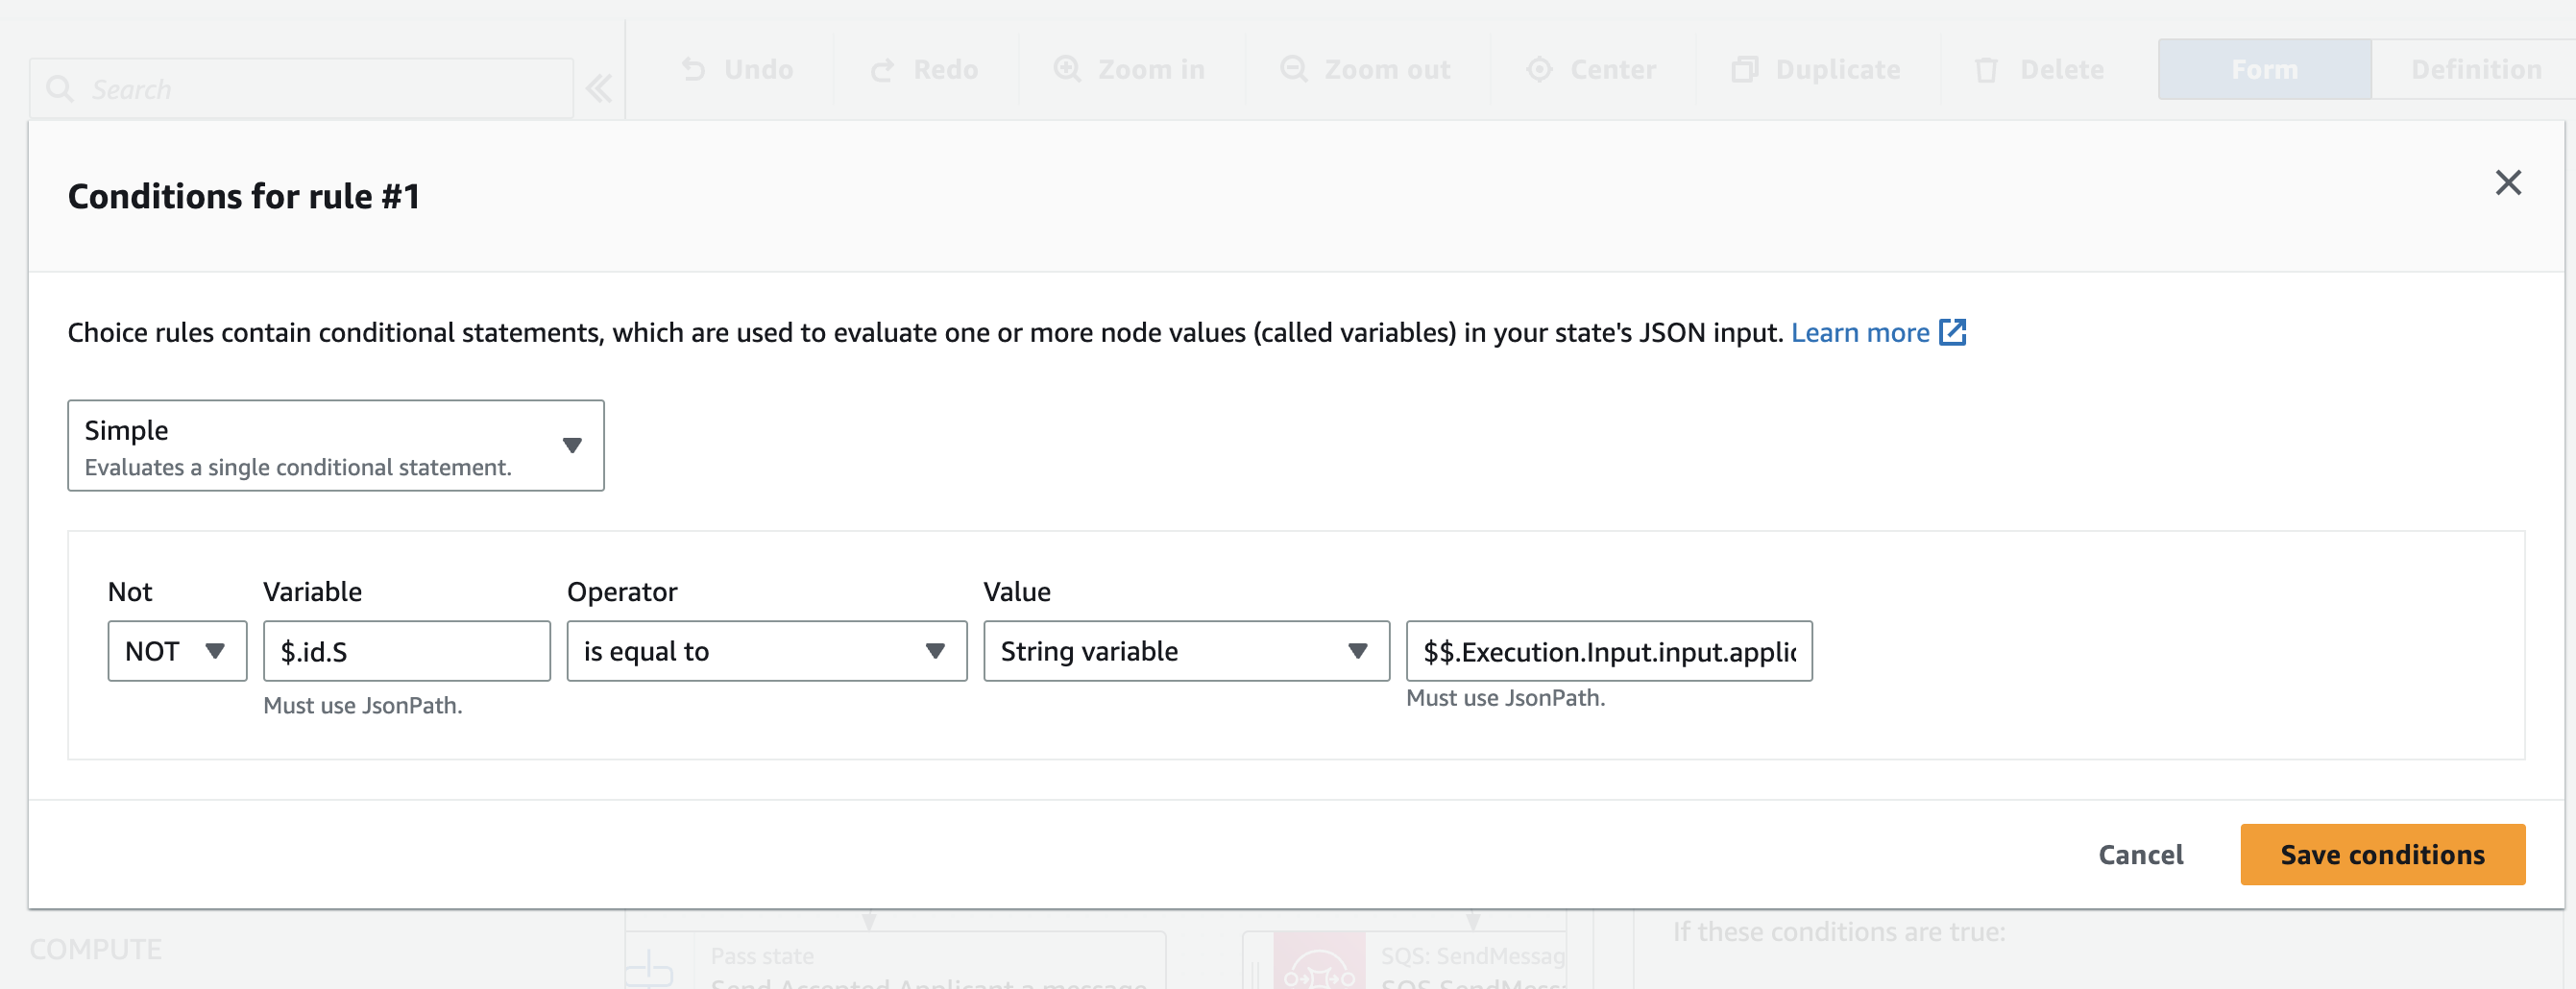 Search
Undo
Redo
Zoom in
Zoom out
Center
Duplicate
Delete
Form
Definition
Conditions for rule #1
Choice rules contain conditional statements, which are used to evaluate one or more node values (called variables) in your state's JSON input. Learn more
Simple
Evaluates a single conditional statement.
Not
Variable
Operator
Value
NOT
$.id.S
is equal to
String variable
$$.Execution.Input.input.applic
Must use JsonPath.
Must use JsonPath.
Cancel
Save conditions
If these conditions are true:
COMPUTE
Pass state
SQS: SendMessag
Send Accepted Applicant a message
SQS SendMess